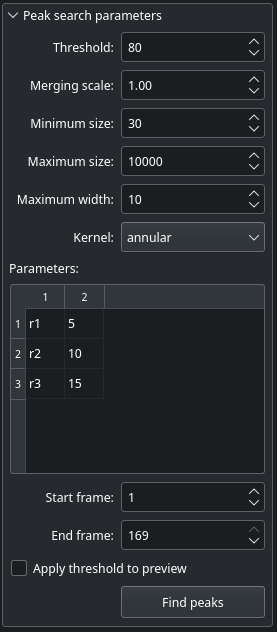 Peak search parameters
Threshold: 80
Merging scale: 1.00
Minimum size: 30
Maximum size: 10000
Maximum width: 10
Kernel: annular
Parameters:
1 2
1 r1 5
2 r2 10
3 r3 15
Start frame: 1
End frame: 169
Apply threshold to preview
Find peaks